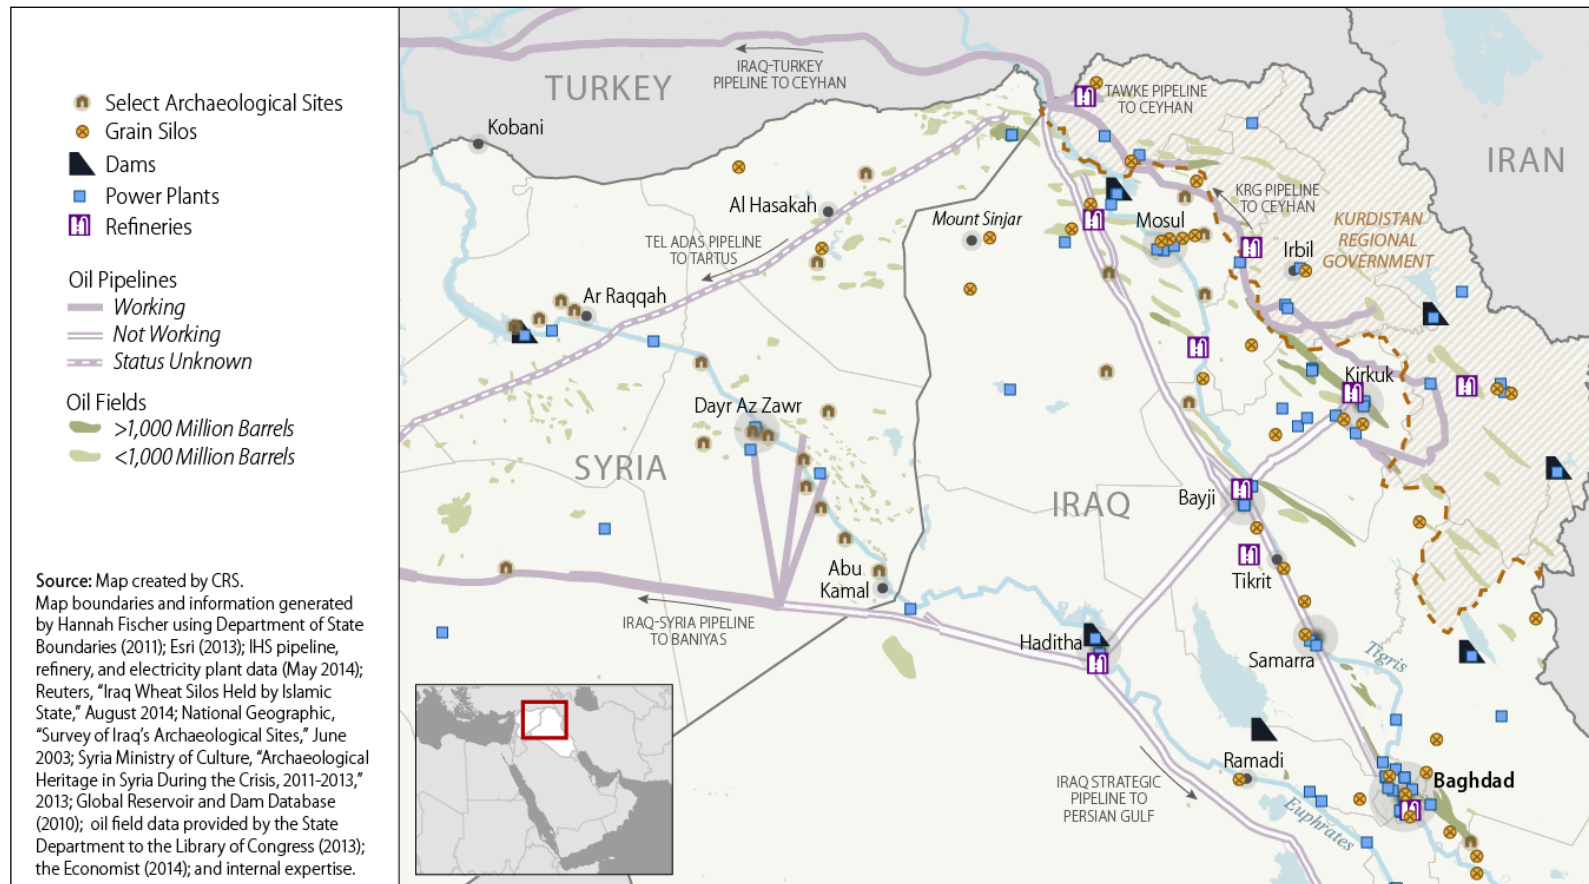 Select Archaeological Sites
Grain Silos
Dams
Power Plants
Refineries
Oil Pipelines
Working
Not Working
Status Unknown
Oil Fields
>1,000 Million Barrels
<1,000 Million Barrels
Source: Map created by CRS.
Map boundaries and information generated
by Hannah Fischer using Department of State
Boundaries (2011); Esri (2013); IHS pipeline,
refinery, and electricity plant data (May 2014);
Reuters, “Iraq Wheat Silos Held by Islamic
State,” August 2014; National Geographic,
“Survey of Iraq’s Archaeological Sites,” June
2003; Syria Ministry of Culture, “Archaeological
Heritage in Syria During the Crisis, 2011-2013,”
2013; Global Reservoir and Dam Database
(2010); oil field data provided by the State
Department to the Library of Congress (2013);
the Economist (2014); and internal expertise.
TURKEY
IRAQ-TURKEY
PIPELINE TO CEYHAN
TAWKE PIPELINE
TO CEYHAN
Kobani
IRAN
KRG PIPELINE
TO CEYHAN
Al Hasakah
Mount Sinjar
Mosul
KURDISTAN
REGIONAL
GOVERNMENT
TEL ADAS PIPELINE
TO TARTUS
Irbil
Ar Raqqah
Kirkuk
Dayr Az Zawr
SYRIA
IRAQ
Bayji
Abu
Kamal
Tikrit
IRAQ-SYRIA PIPELINE
TO BANIYAS
Haditha
Samarra
Tigris
Ramadi
IRAQ STRATEGIC
PIPELINE TO
PERSIAN GULF
Baghdad
Euphrates